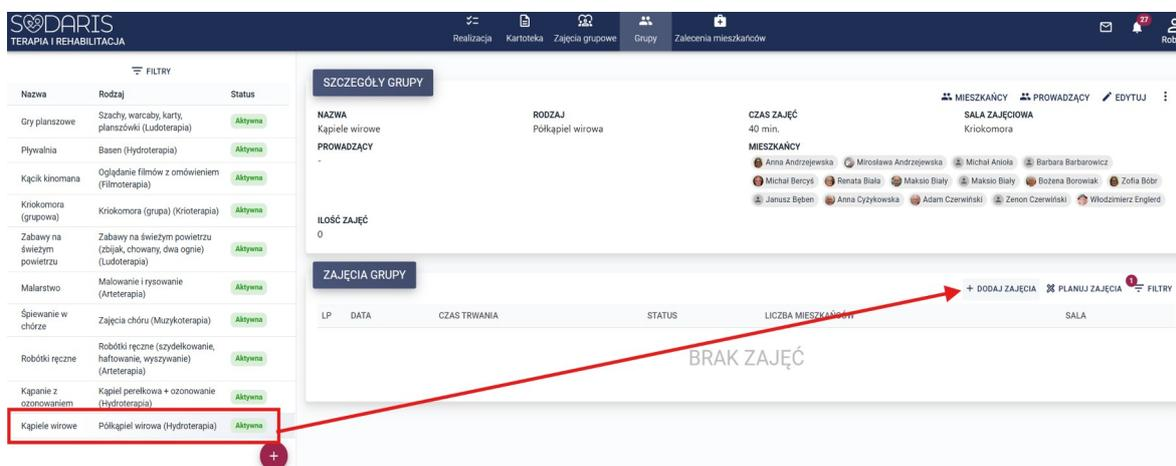 SODARIS
TERAPIA I REHABILITACJA
Realizacja Kartoteka Zajęcia grupowe Grupy Zalecenia mieszkańców
27
Rob
FILTRY
Nazwa Rodzaj Status
Gry planszowe Szachy, warcaby, karty, planszówki (Ludoterapia) Aktywna
Pływalnia Basen (Hydroterapia) Aktywna
Kącik kinomana Oglądanie filmów z omówieniem (Filmoterapia) Aktywna
Kriokomora (grupowa) Kriokomora (grupa) (Krioterapia) Aktywna
Zabawy na świeżym powietrzu Zabawy na świeżym powietrzu (zbijak, chowany, dwa ognie) (Ludoterapia) Aktywna
Malarstwo Malowanie i rysowanie (Arteterapia) Aktywna
Śpiewanie w chórze Zajęcia chóru (Muzykoterapia) Aktywna
Robótki ręczne Robótki ręczne (szydełkowanie, haftowanie, wyszywanie) (Arteterapia) Aktywna
Kąpanie z ozonowaniem Kąpiel perełkowa + ozonowanie (Hydroterapia) Aktywna
Kąpiele wirowe Półkąpiel wirowa (Hydroterapia) Aktywna
+
SZCZEGÓŁY GRUPY
MIESZKAŃCY PROWADZĄCY EDYTUJ
NAZWA RODZAJ CZAS ZAJĘĆ SALA ZAJĘCIOWA
Kąpiele wirowe Półkąpiel wirowa 40 min. Kriokomora
PROWADZĄCY MIESZKAŃCY
-
Anna Andrzejewska Mirosława Andrzejewska Michał Anioła Barbara Barbarowicz
Michał Bercyś Renata Biała Maksio Biały Maksio Biały Bożena Borowiak Zofia Bóbr
Janusz Bęben Anna Cyżykowska Adam Czerwiński Zenon Czerwiński Włodzimierz Englerd
ILOŚĆ ZAJĘĆ
0
ZAJĘCIA GRUPY
+ DODAJ ZAJĘCIA PLANUJ ZAJĘCIA 1 FILTRY
LP DATA CZAS TRWANIA STATUS LICZBA MIESZKAŃCÓW SALA
BRAK ZAJĘĆ